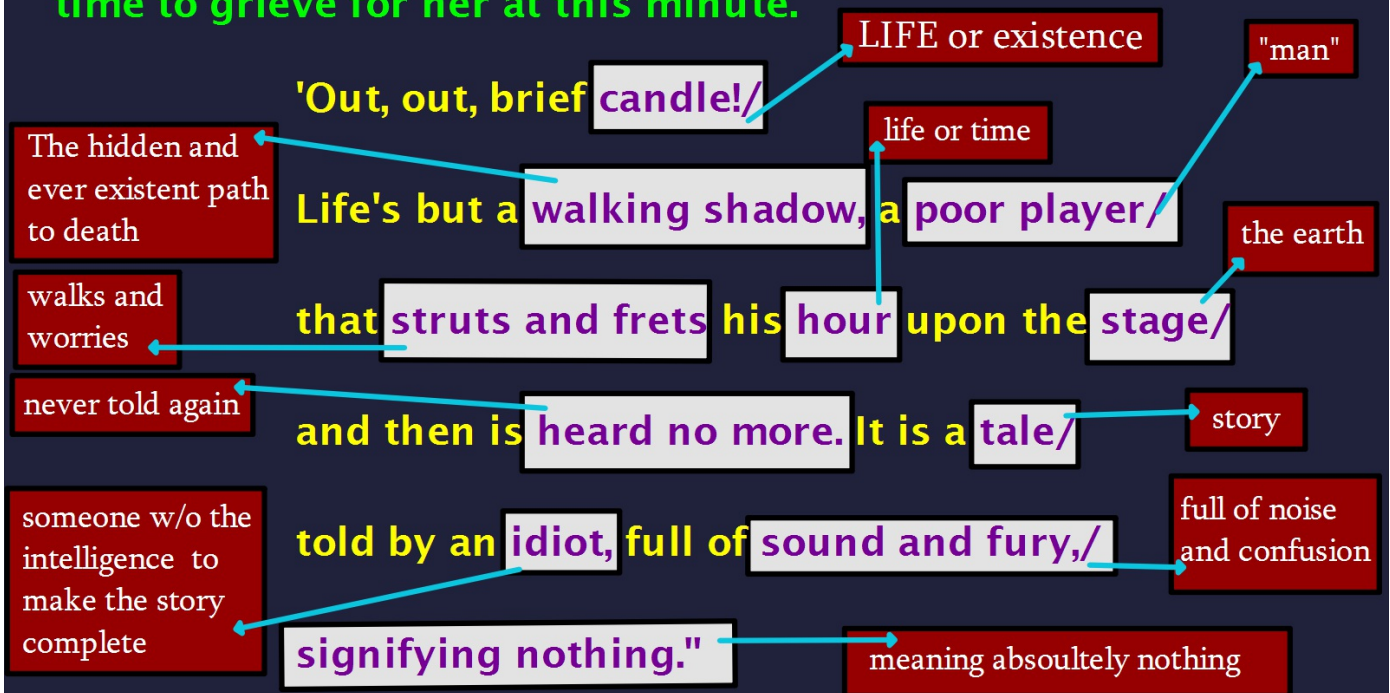 time to grieve for her at this minute.
LIFE or existence
"man"
'Out, out, brief candle!/
life or time
The hidden and
ever existent path
to death
Life's but a walking shadow, a poor player/
the earth
walks and
worries
that struts and frets his hour upon the stage/
never told again
and then is heard no more. It is a tale/
story
someone w/o the
intelligence to
make the story
complete
told by an idiot, full of sound and fury,/
full of noise
and confusion
signifying nothing."
meaning absoultely nothing